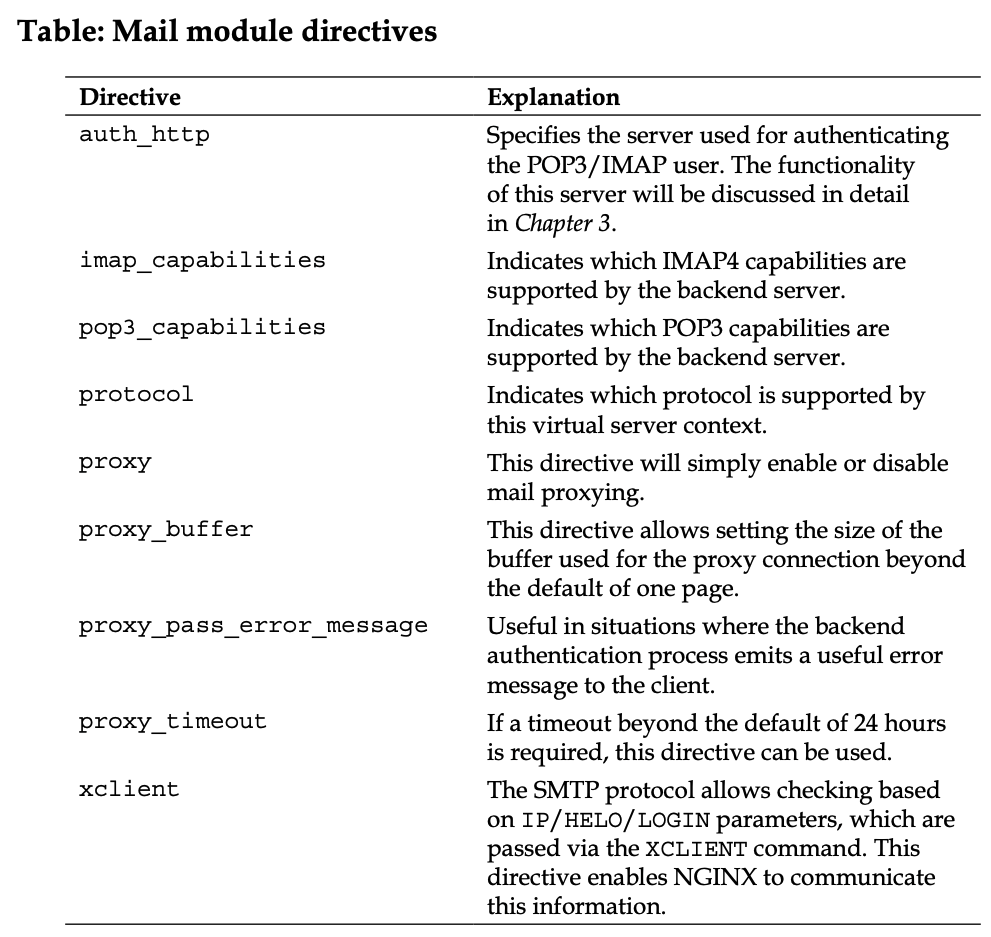 Table: Mail module directives
Directive Explanation
auth_http Specifies the server used for authenticating
the POP3/IMAP user. The functionality
of this server will be discussed in detail
in Chapter 3.
imap_capabilities Indicates which IMAP4 capabilities are
supported by the backend server.
pop3_capabilities Indicates which POP3 capabilities are
supported by the backend server.
protocol Indicates which protocol is supported by
this virtual server context.
proxy This directive will simply enable or disable
mail proxying.
proxy_buffer This directive allows setting the size of the
buffer used for the proxy connection beyond
the default of one page.
proxy_pass_error_message Useful in situations where the backend
authentication process emits a useful error
message to the client.
proxy_timeout If a timeout beyond the default of 24 hours
is required, this directive can be used.
xclient The SMTP protocol allows checking based
on IP/HELO/LOGIN parameters, which are
passed via the XCLIENT command. This
directive enables NGINX to communicate
this information.